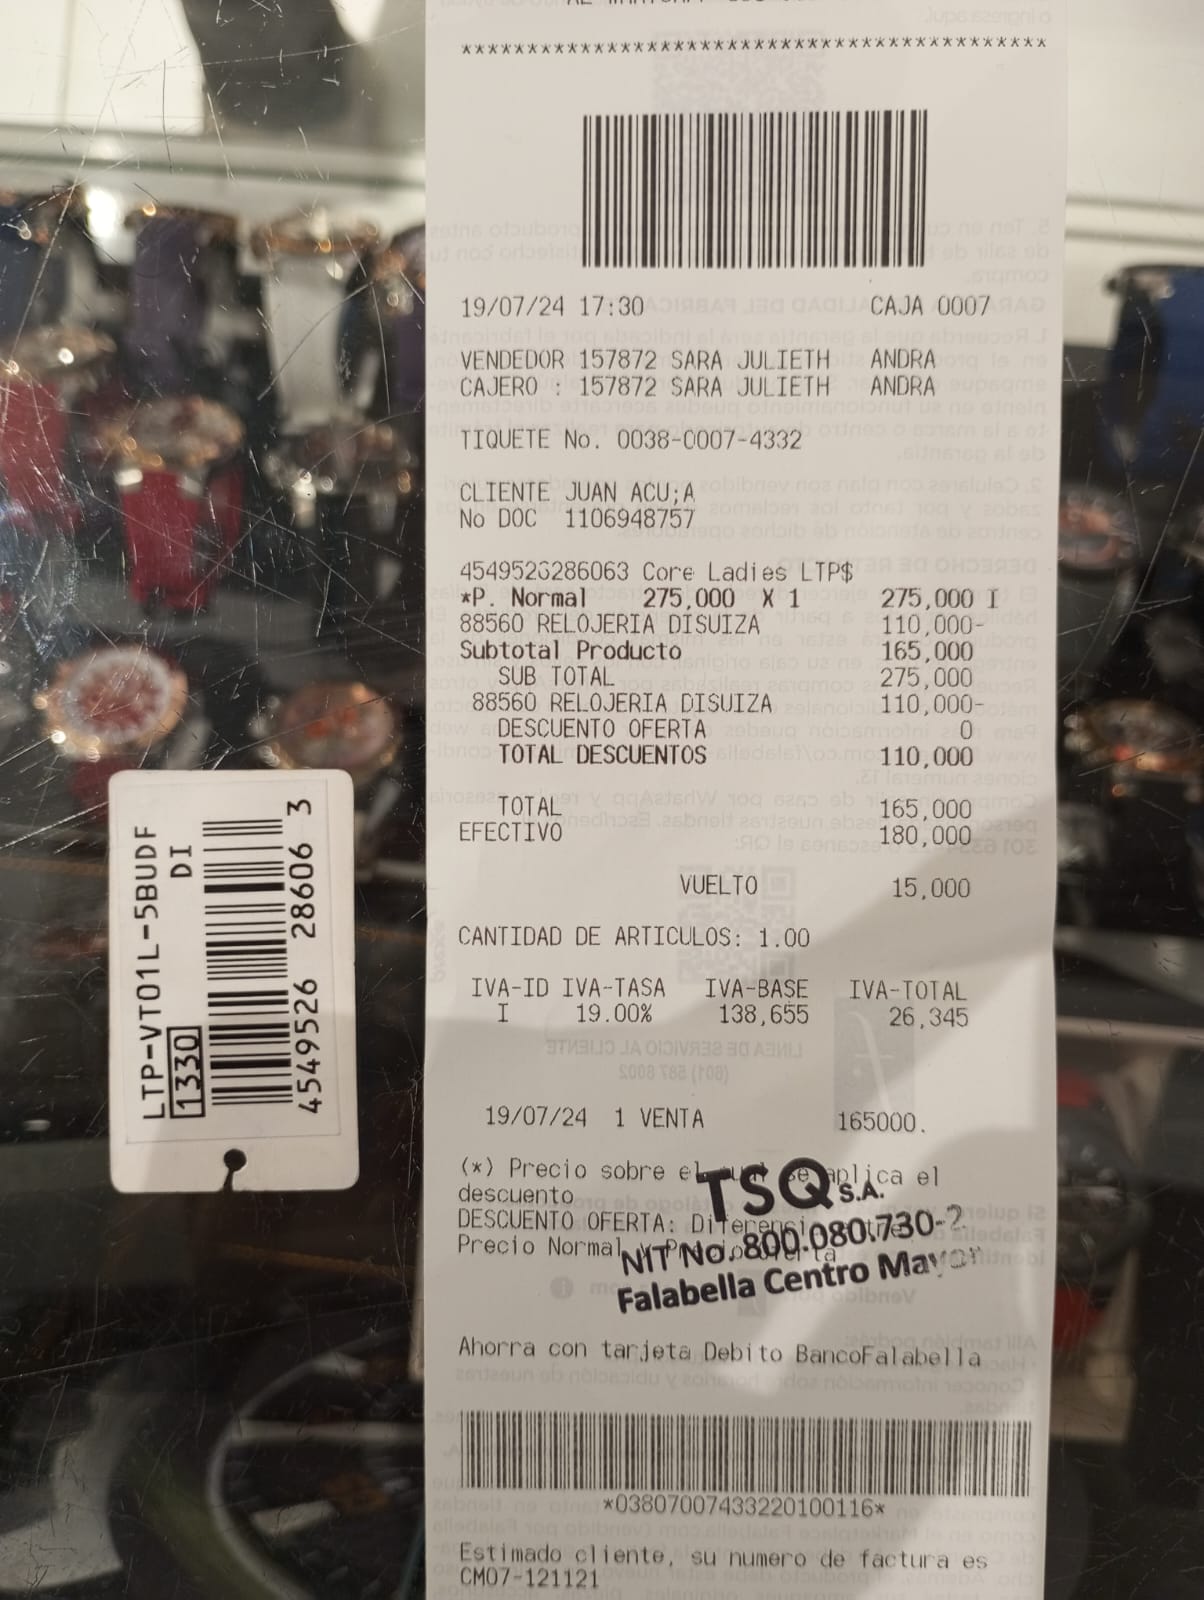 *********************************************
19/07/24 17:30 CAJA 0007
VENDEDOR 157872 SARA JULIETH ANDRA
CAJERO : 157872 SARA JULIETH ANDRA
TIQUETE No. 0038-0007-4332
CLIENTE JUAN ACU;A
No DOC 1106948757
4549526286063 Core Ladies LTP$
*P. Normal 275,000 X 1 275,000 I
88560 RELOJERIA DISUIZA 110,000-
Subtotal Producto 165,000
SUB TOTAL 275,000
88560 RELOJERIA DISUIZA 110,000-
DESCUENTO OFERTA 0
TOTAL DESCUENTOS 110,000
TOTAL 165,000
EFECTIVO 180,000
VUELTO 15,000
CANTIDAD DE ARTICULOS: 1.00
IVA-ID IVA-TASA IVA-BASE IVA-TOTAL
I 19.00% 138,655 26,345
19/07/24 1 VENTA 165000.
(*) Precio sobre el cual se aplica el
descuento
DESCUENTO OFERTA: Diferencia entre
Precio Normal y Precio Oferta
TSQ S.A.
NIT No. 800.080.730-2
Falabella Centro Mayor
Ahorra con tarjeta Debito BancoFalabella
*03807007433220100116*
Estimado cliente, su numero de factura es
CM07-121121
LTP-VT01L-5BUDF
DI
1330
4549526 28606 3